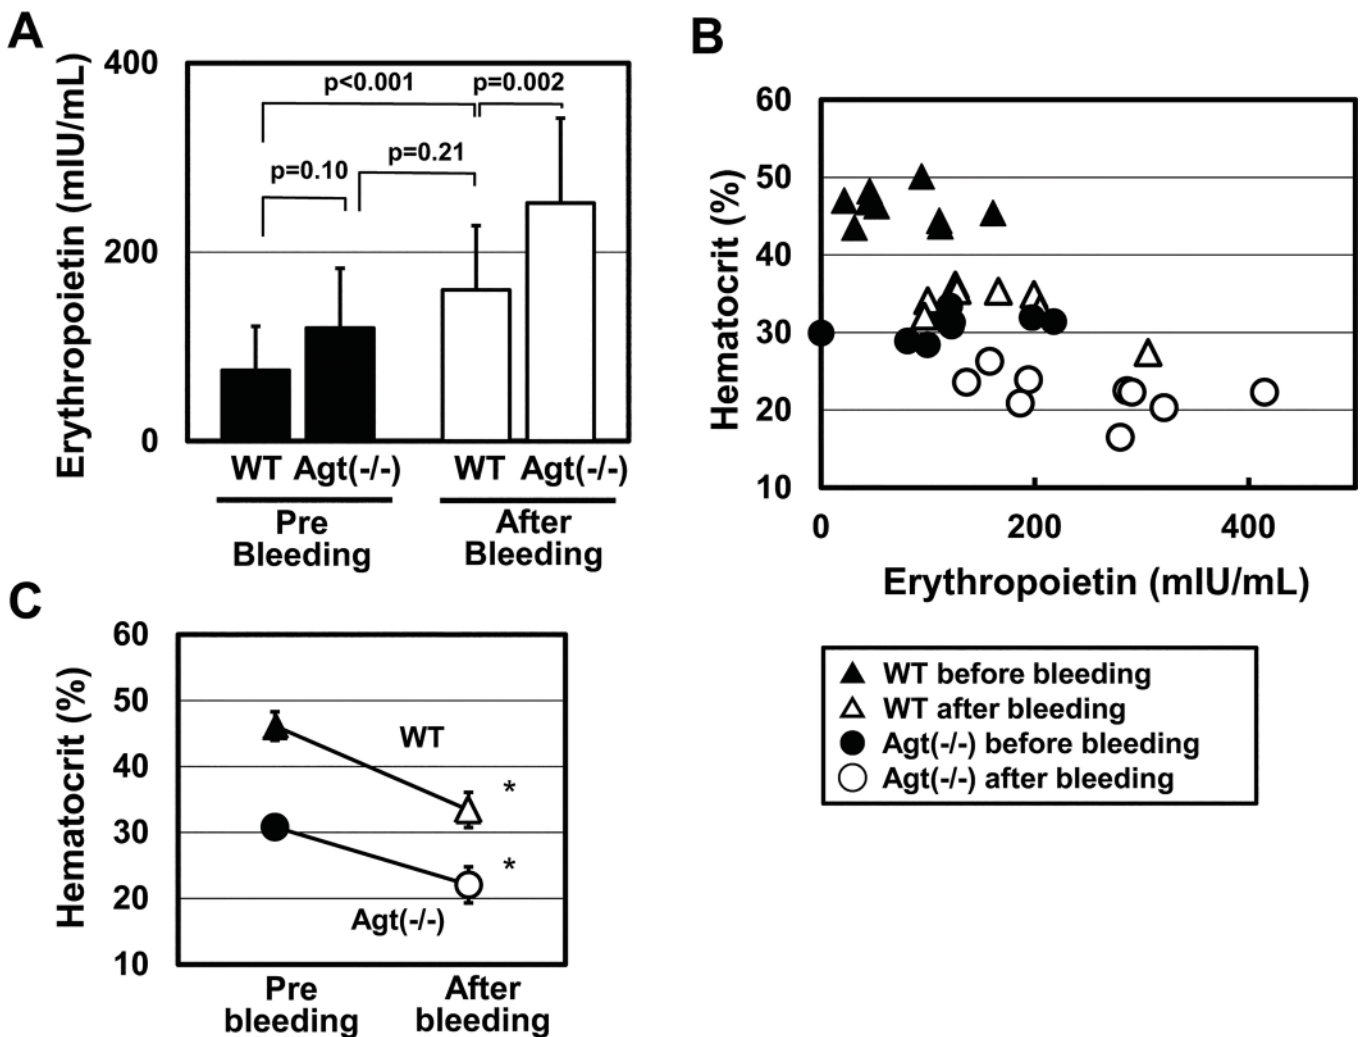 A
Erythropoietin (mIU/mL)
400
200
0
p<0.001
p=0.002
p=0.10
p=0.21
WT Agt(-/-) WT Agt(-/-)
Pre
Bleeding
After
Bleeding
B
Hematocrit (%)
60
50
40
30
20
10
0 200 400
Erythropoietin (mIU/mL)
WT before bleeding
WT after bleeding
Agt(-/-) before bleeding
Agt(-/-) after bleeding
C
Hematocrit (%)
60
50
40
30
20
10
WT
*
*
Agt(-/-)
Pre
bleeding
After
bleeding